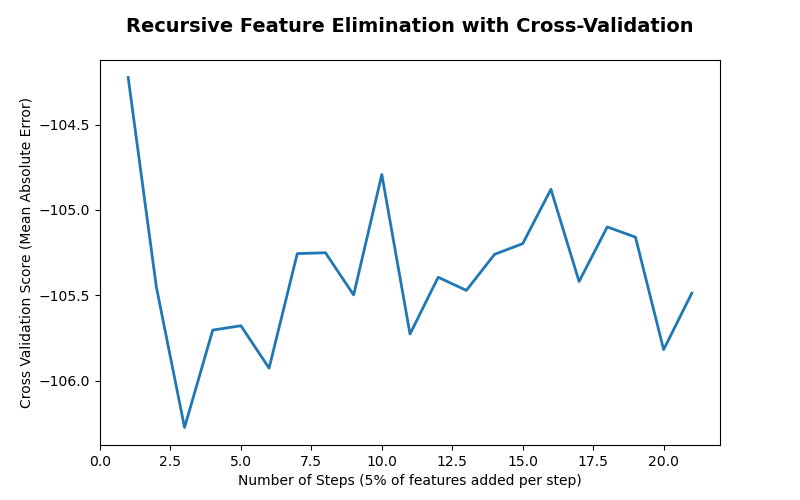 Recursive Feature Elimination with Cross-Validation
Cross Validation Score (Mean Absolute Error)
−104.5
−105.0
−105.5
−106.0
0.0 2.5 5.0 7.5 10.0 12.5 15.0 17.5 20.0
Number of Steps (5% of features added per step)